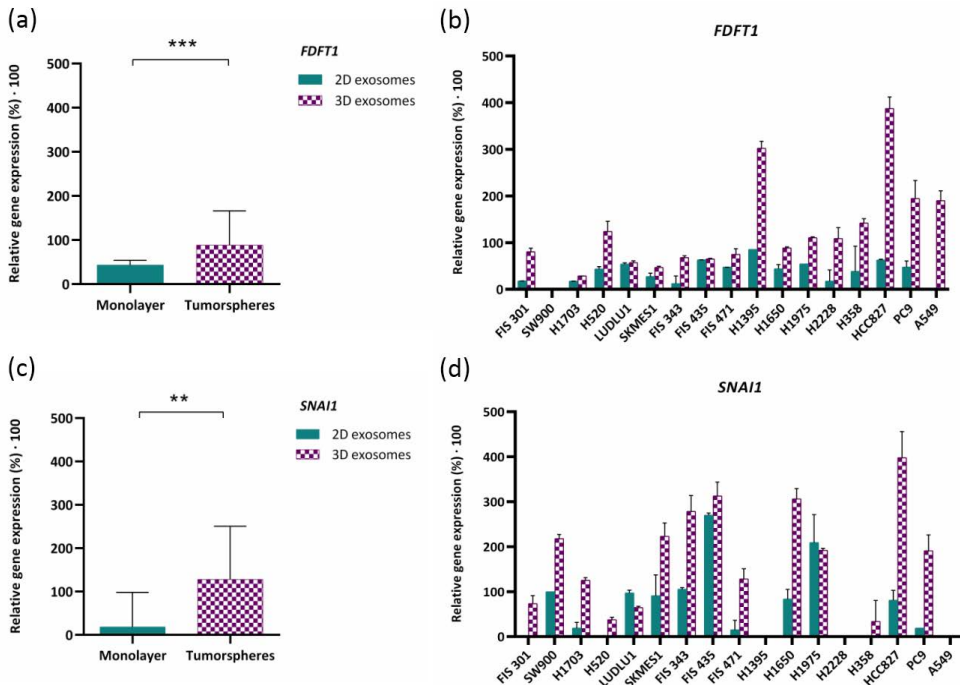 (a)
***
FDFT1
2D exosomes
3D exosomes
Relative gene expression (%) · 100
500
400
300
200
100
0
Monolayer
Tumorspheres
(b)
FDFT1
Relative gene expression (%) · 100
500
400
300
200
100
0
FIS 301
SW900
H1703
H520
LUDLU1
SKMES1
FIS 343
FIS 435
FIS 471
H1395
H1650
H1975
H2228
H358
HCC827
PC9
A549
(c)
**
SNAI1
2D exosomes
3D exosomes
Relative gene expression (%) · 100
500
400
300
200
100
0
Monolayer
Tumorspheres
(d)
SNAI1
Relative gene expression (%) · 100
500
400
300
200
100
0
FIS 301
SW900
H1703
H520
LUDLU1
SKMES1
FIS 343
FIS 435
FIS 471
H1395
H1650
H1975
H2228
H358
HCC827
PC9
A549